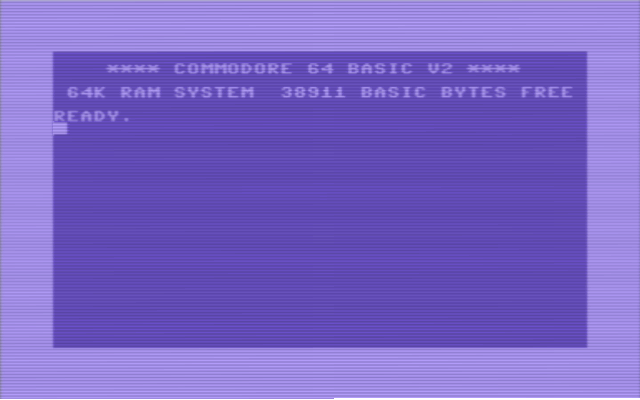 **** COMMODORE 64 BASIC V2 ****
64K RAM SYSTEM  38911 BASIC BYTES FREE
READY.